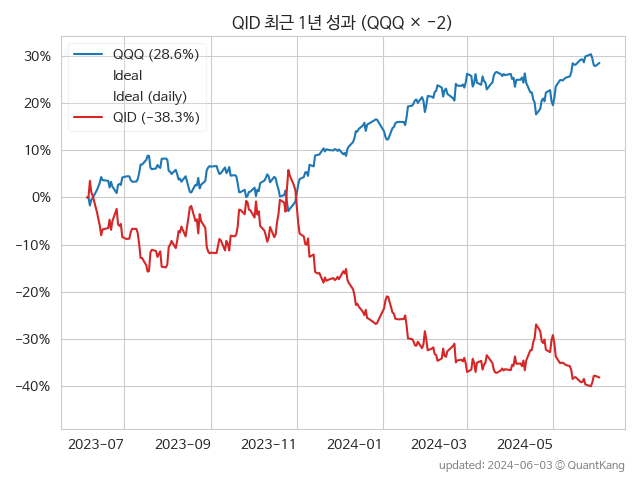 QID 최근 1년 성과 (QQQ × −2)
QQQ (28.6%)
Ideal
Ideal (daily)
QID (−38.3%)
30%
20%
10%
0%
−10%
−20%
−30%
−40%
2023-07
2023-09
2023-11
2024-01
2024-03
2024-05
updated: 2024-06-03 © QuantKang